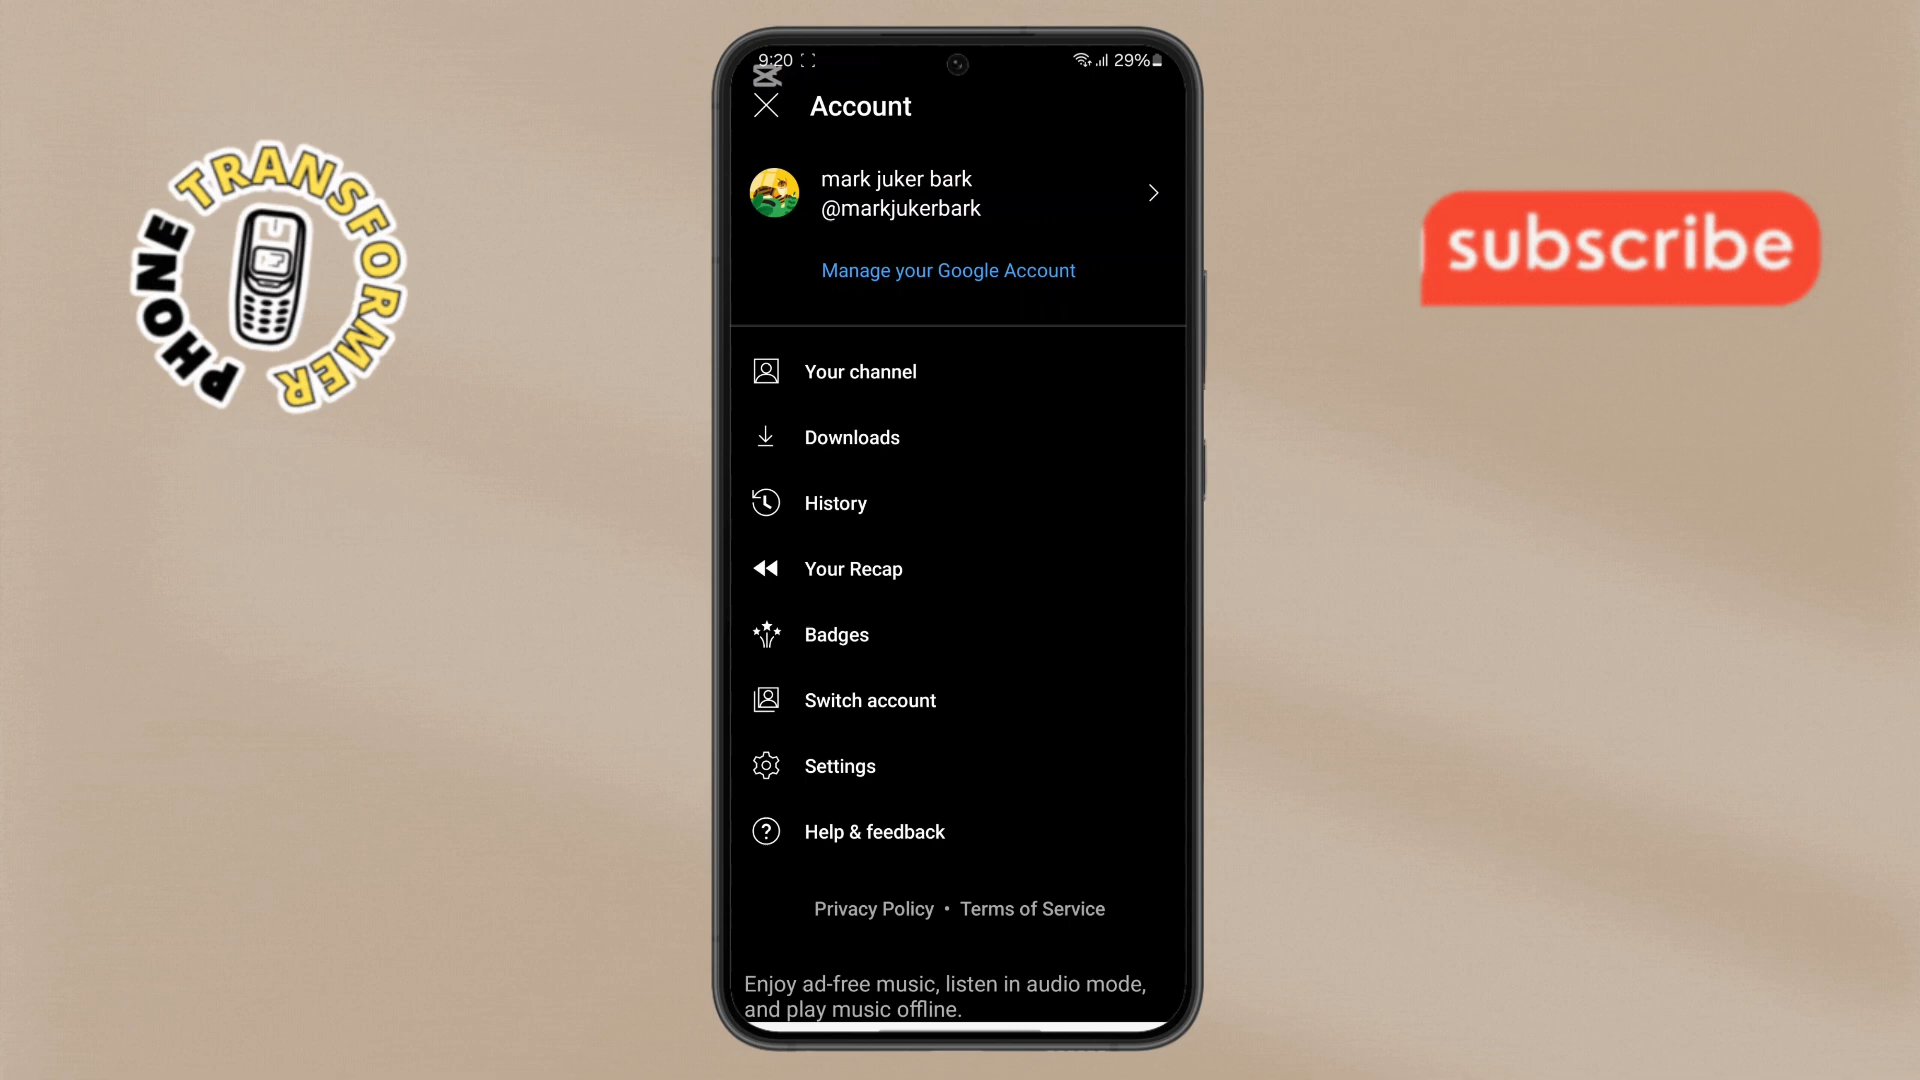 PHONE TRANSFORMER
subscribe
9:20
29%
Account
mark juker bark
@markjukerbark
Manage your Google Account
Your channel
Downloads
History
Your Recap
Badges
Switch account
Settings
Help & feedback
Privacy Policy • Terms of Service
Enjoy ad-free music, listen in audio mode,
and play music offline.